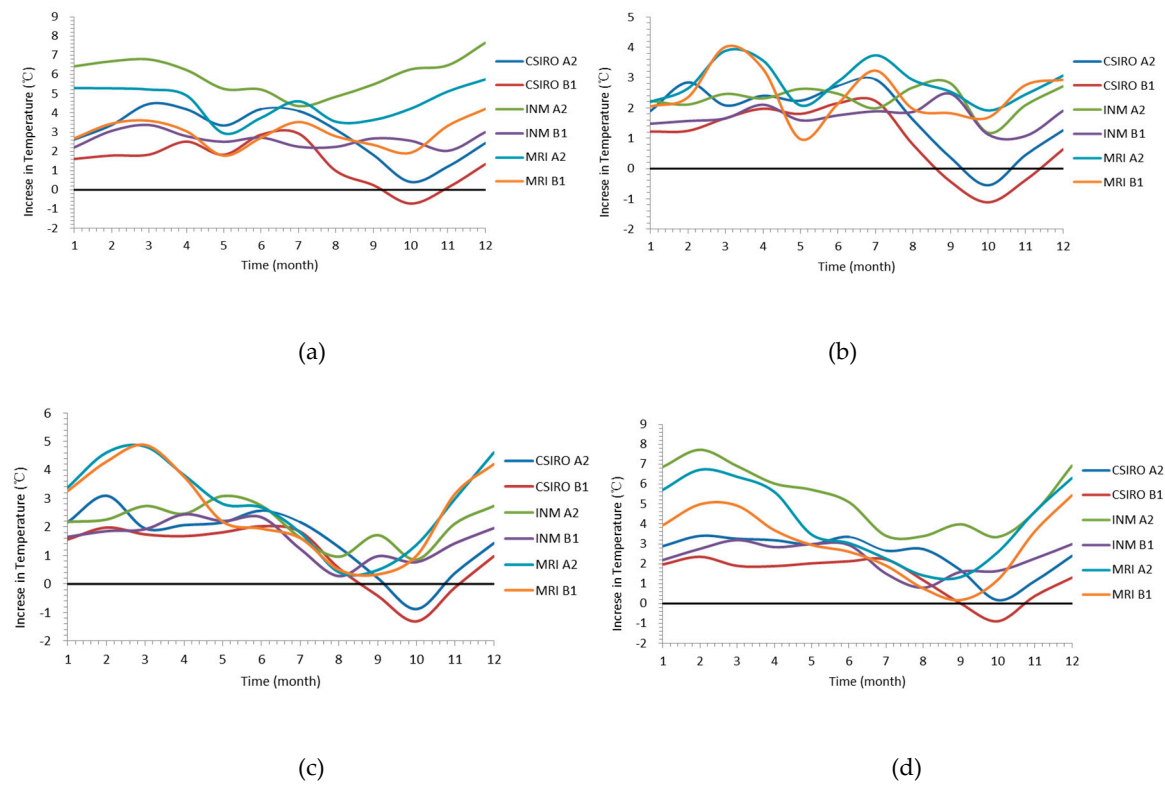 9
8
7
6
5
4
3
2
1
0
-1
-2
Increse in Temperature (℃)
1 2 3 4 5 6 7 8 9 10 11 12
Time (month)
CSIRO A2
CSIRO B1
INM A2
INM B1
MRI A2
MRI B1
(a)
5
4
3
2
1
0
-1
-2
Increse in Temperature (℃)
1 2 3 4 5 6 7 8 9 10 11 12
Time (month)
CSIRO A2
CSIRO B1
INM A2
INM B1
MRI A2
MRI B1
(b)
6
5
4
3
2
1
0
-1
-2
Increse in Temperature (℃)
1 2 3 4 5 6 7 8 9 10 11 12
Time (month)
CSIRO A2
CSIRO B1
INM A2
INM B1
MRI A2
MRI B1
(c)
9
8
7
6
5
4
3
2
1
0
-1
-2
Increse in Temperature (℃)
1 2 3 4 5 6 7 8 9 10 11 12
Time (month)
CSIRO A2
CSIRO B1
INM A2
INM B1
MRI A2
MRI B1
(d)